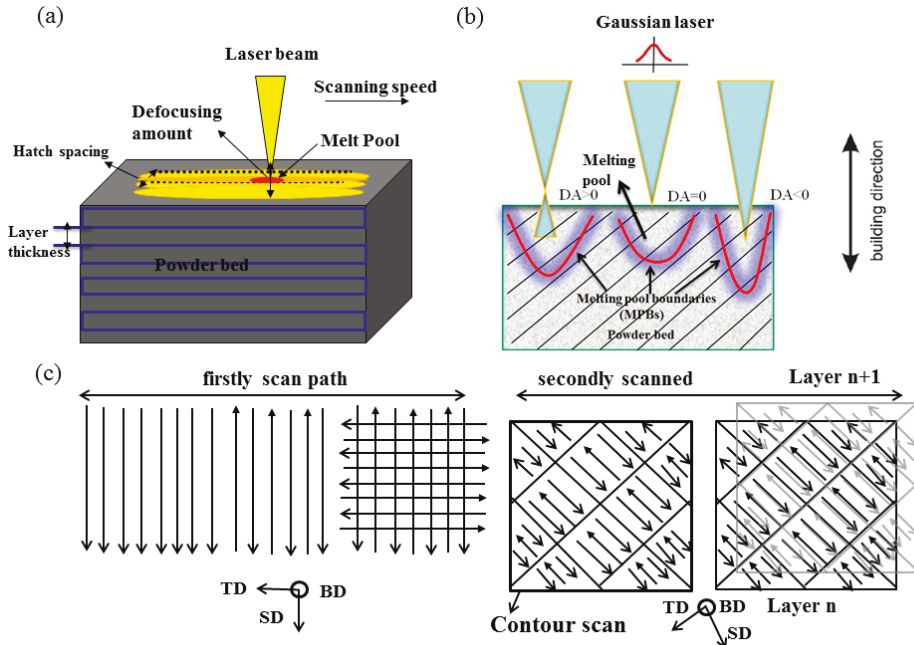 (a)
Laser beam
Scanning speed
Defocusing
amount
Melt Pool
Hatch spacing
Layer
thickness
Powder bed
(b)
Gaussian laser
Melting
pool
DA>0
DA=0
DA<0
building direction
Melting pool boundaries
(MPBs)
Powder bed
(c)
firstly scan path
secondly scanned
Layer n+1
TD
BD
SD
Contour scan
TD
BD
SD
Layer n